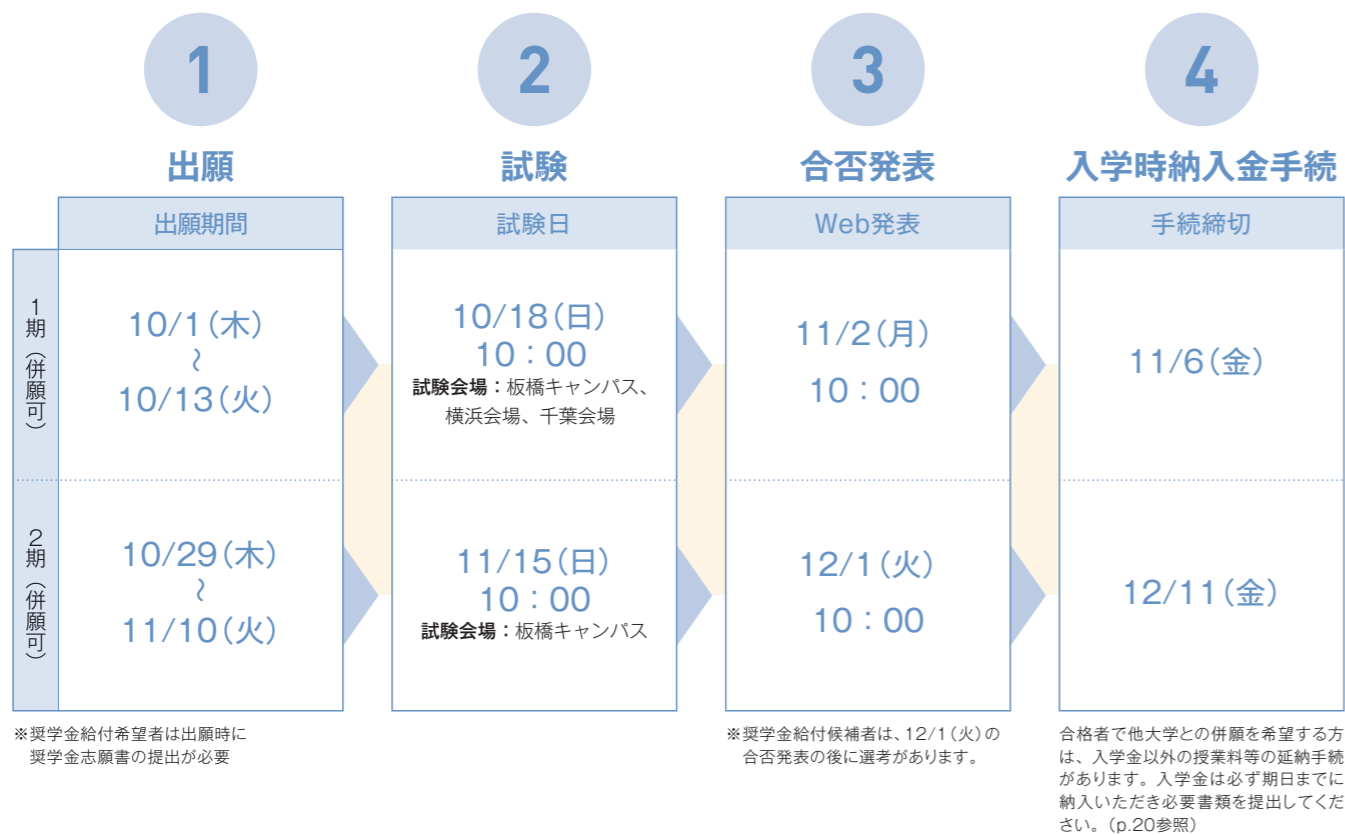 1
2
3
4
出願
試験
合否発表
入学時納入金手続
出願期間
試験日
Web発表
手続締切
1期（併願可）
10/1（木）
〜
10/13（火）
10/18（日）
10：00
試験会場：板橋キャンパス、
横浜会場、千葉会場
11/2（月）
10：00
11/6（金）
2期（併願可）
10/29（木）
〜
11/10（火）
11/15（日）
10：00
試験会場：板橋キャンパス
12/1（火）
10：00
12/11（金）
※奨学金給付希望者は出願時に
奨学金志願書の提出が必要
※奨学金給付候補者は、12/1（火）の
合否発表の後に選考があります。
合格者で他大学との併願を希望する方
は、入学金以外の授業料等の延納手続
があります。入学金は必ず期日までに
納入いただき必要書類を提出してくだ
さい。（p.20参照）